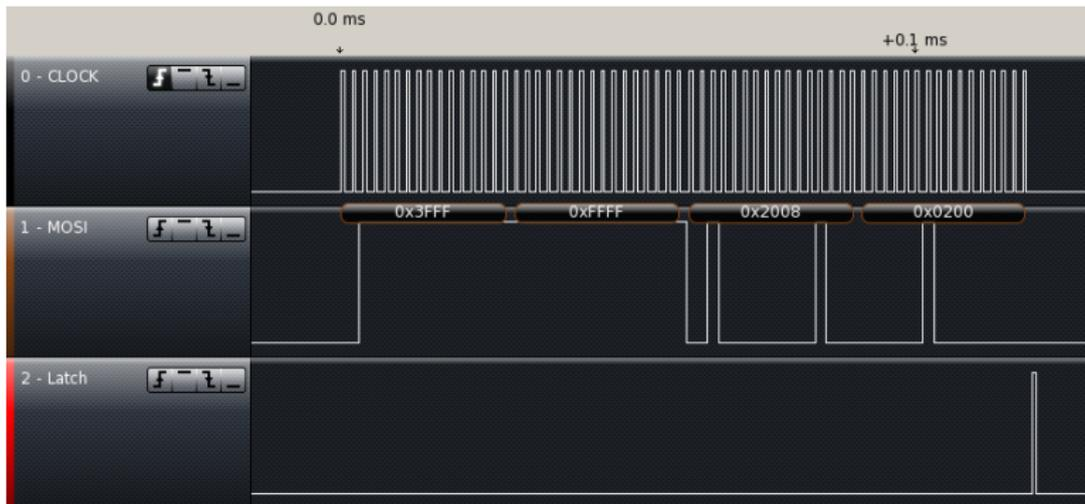 0.0 ms
+0.1 ms
0 - CLOCK
0x3FFF 0xFFFF 0x2008 0x0200
1 - MOSI
2 - Latch